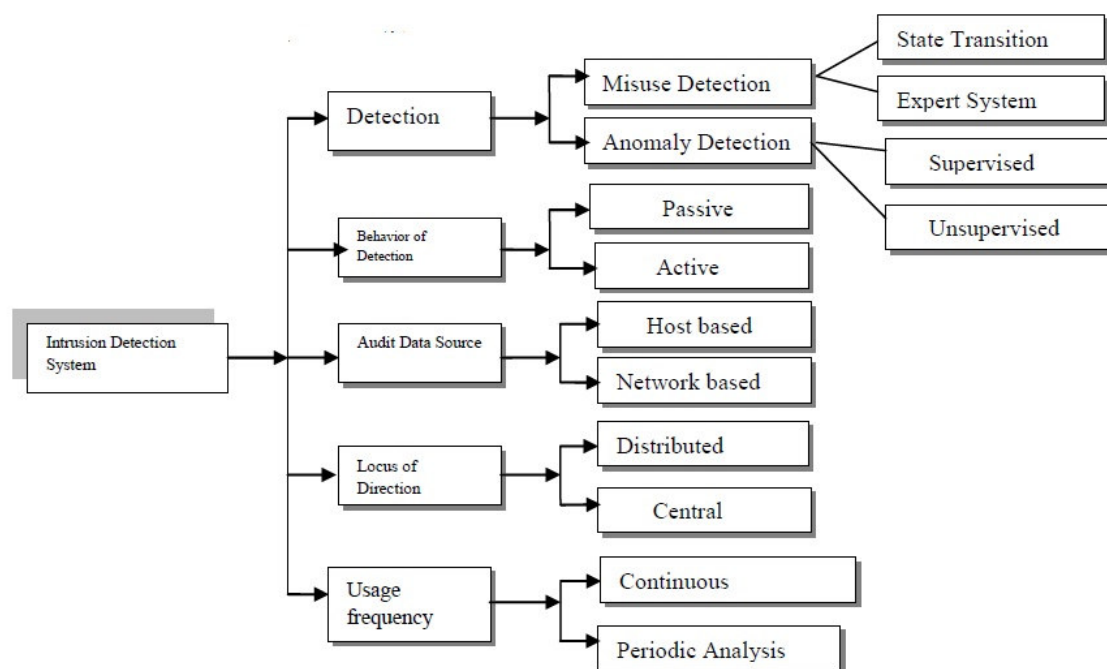 State Transition
Misuse Detection
Expert System
Detection
Anomaly Detection
Supervised
Unsupervised
Behavior of
Detection
Passive
Active
Intrusion Detection
System
Audit Data Source
Host based
Network based
Locus of
Direction
Distributed
Central
Usage
frequency
Continuous
Periodic Analysis